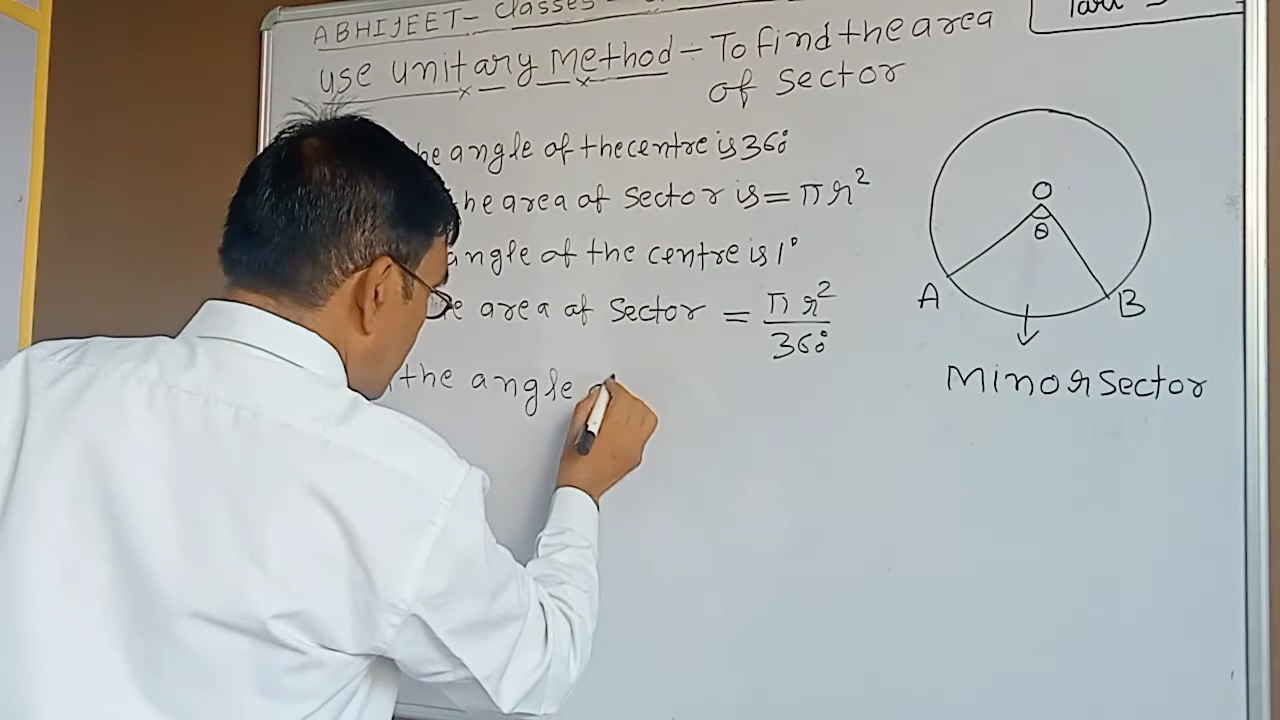 ABHIJEET- Classes
use unitary Method ÷ To find the area
of sector
he angle of the centre is 360°
he area of sector is = πr²
angle of the centre is 1°
he area of sector = πr²/360°
the angle
O
θ
A
B
Minor sector